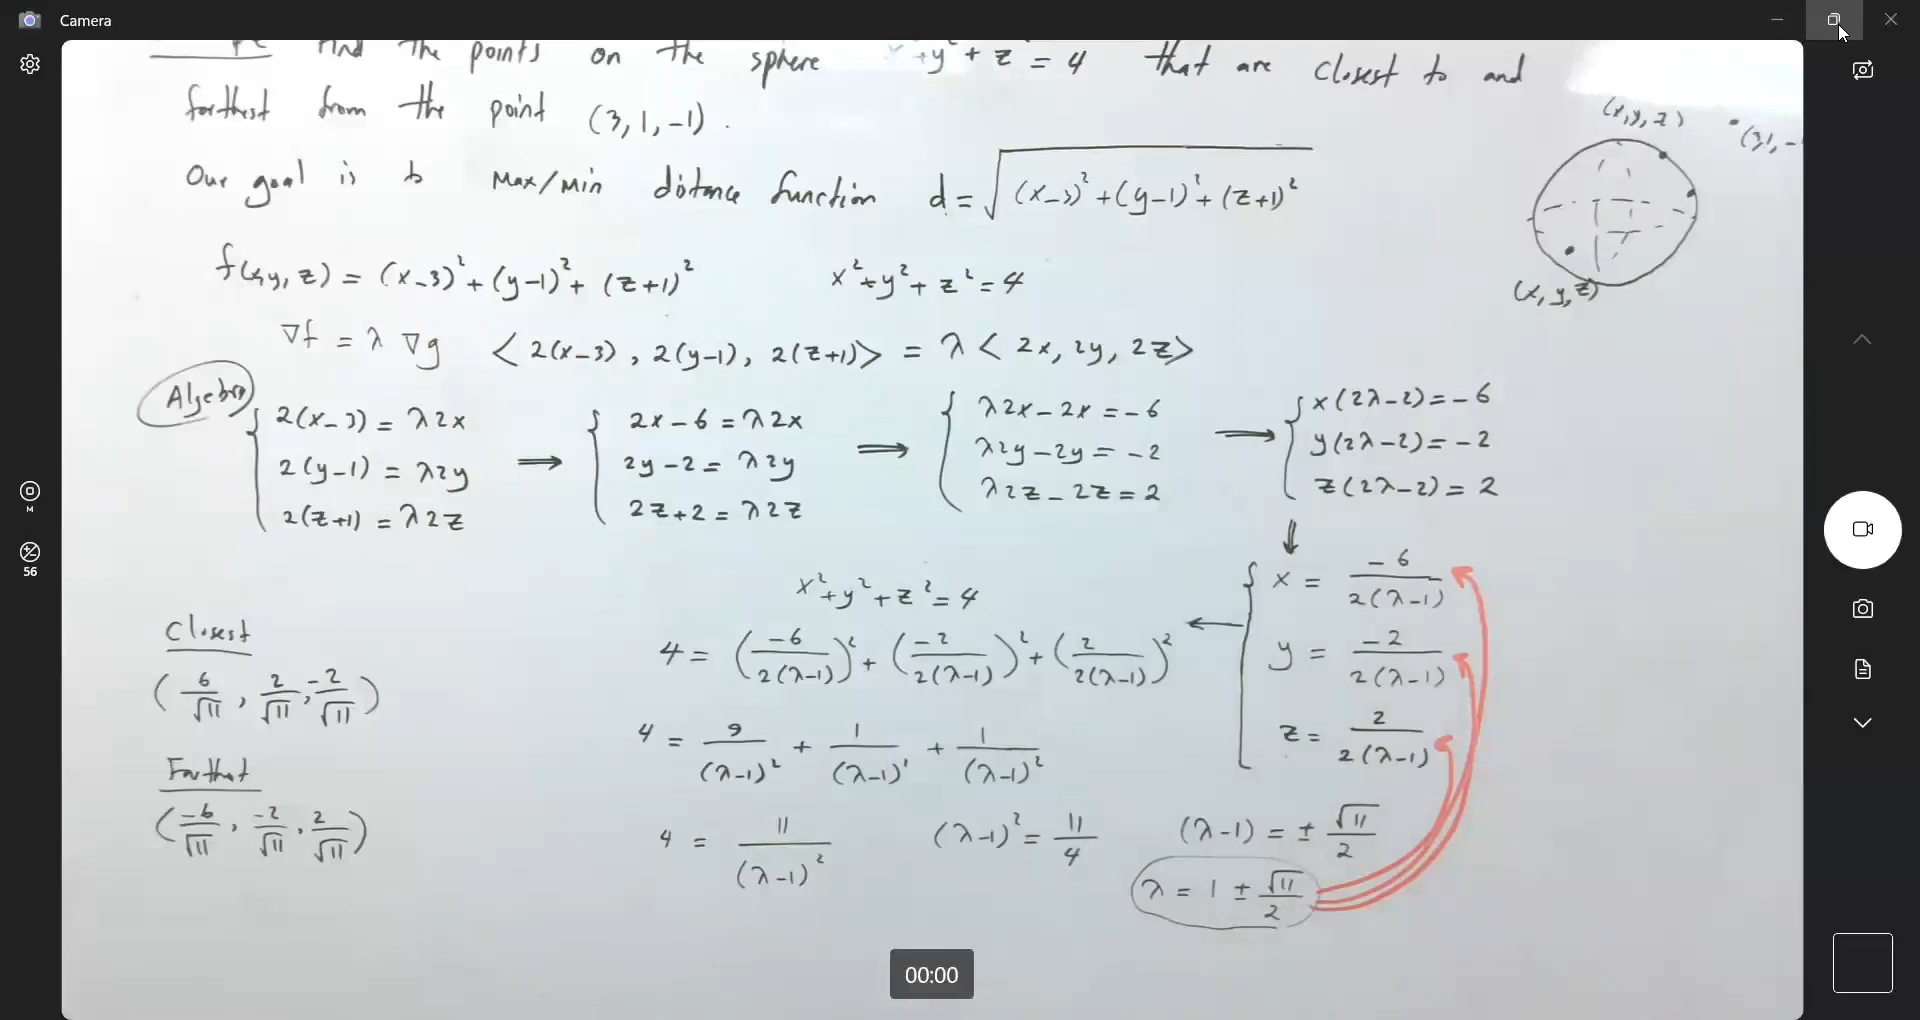 Camera
find the points on the sphere x²+y²+z²=4 that are closest to and
farthest from the point (3,1,-1).
(x,y,z)
(3,1,-
Our goal is to Max/Min distance function d=√((x-3)²+(y-1)²+(z+1)²)
f(x,y,z) = (x-3)²+(y-1)²+(z+1)² x²+y²+z²=4
(x,y,z)
∇f = λ ∇g <2(x-3), 2(y-1), 2(z+1)> = λ <2x, 2y, 2z>
Algebra
{ 2(x-3) = λ2x ⇒ { 2x-6 = λ2x ⇒ { λ2x-2x = -6 → { x(2λ-2) = -6
2(y-1) = λ2y 2y-2 = λ2y λ2y-2y = -2 y(2λ-2) = -2
2(z+1) = λ2z 2z+2 = λ2z λ2z-2z = 2 z(2λ-2) = 2
⇓
x²+y²+z²=4 ← { x = -6/2(λ-1)
4 = (-6/2(λ-1))² + (-2/2(λ-1))² + (2/2(λ-1))² y = -2/2(λ-1)
4 = 9/(λ-1)² + 1/(λ-1)² + 1/(λ-1)² z = 2/2(λ-1)
4 = 11/(λ-1)² (λ-1)² = 11/4 (λ-1) = ± √11/2
λ = 1 ± √11/2
Closest
(6/√11, 2/√11, -2/√11)
Farthest
(-6/√11, -2/√11, 2/√11)
M
56
00:00